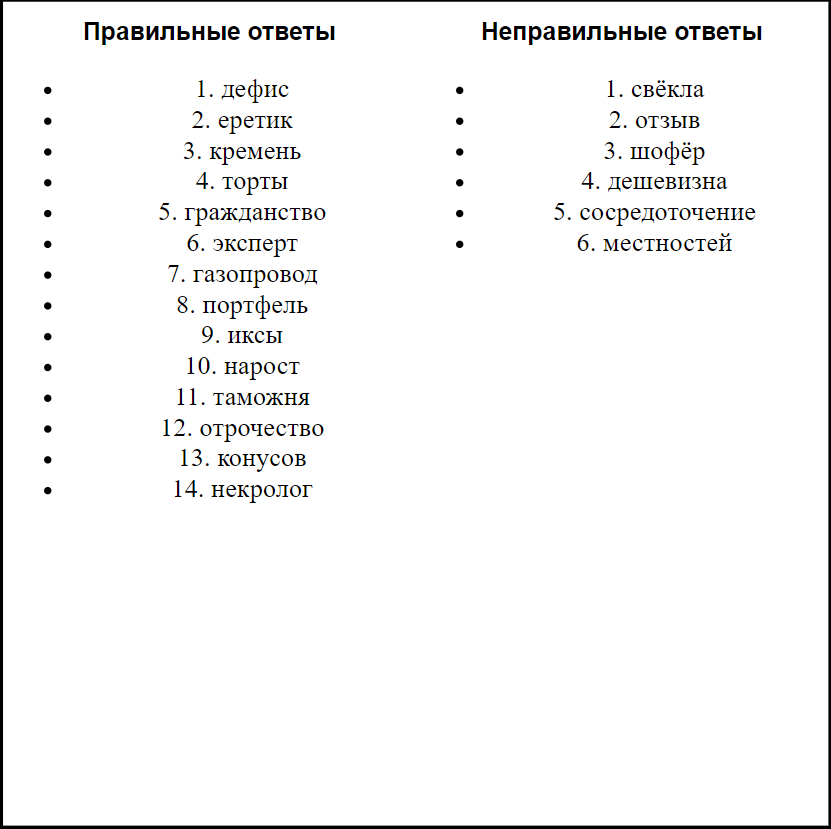 Правильные ответы
1. дефис
2. еретик
3. кремень
4. торты
5. гражданство
6. эксперт
7. газопровод
8. портфель
9. иксы
10. нарост
11. таможня
12. отрочество
13. конусов
14. некролог
Неправильные ответы
1. свёкла
2. отзыв
3. шофёр
4. дешевизна
5. сосредоточение
6. местностей